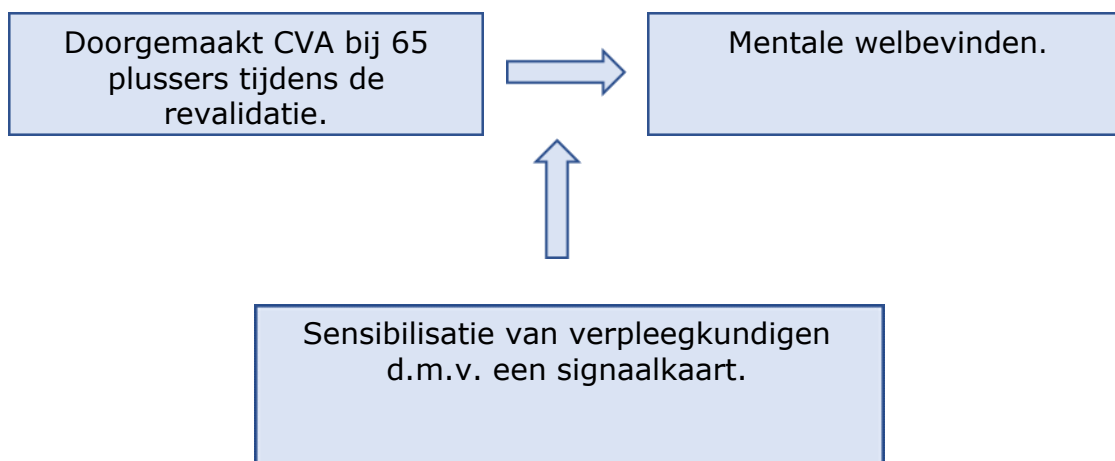 Doorgemaakt CVA bij 65
plussers tijdens de
revalidatie.
Mentale welbevinden.
Sensibilisatie van verpleegkundigen
d.m.v. een signaalkaart.